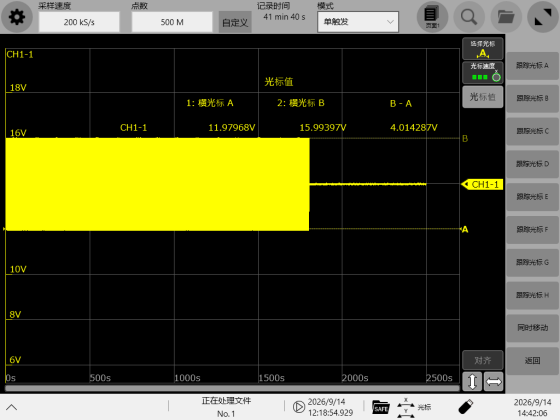 采样速度
点数
记录时间
模式
200 kS/s
500 M
自定义
41 min 40 s
单触发
CH1-1
选择光标
A
光标速度
光标值
跟踪光标 A
18V
光标值
跟踪光标 B
1: 横光标 A
2: 横光标 B
B - A
16V
CH1-1
11.97968V
15.99397V
4.014287V
跟踪光标 C
B
跟踪光标 D
CH1-1
跟踪光标 E
A
跟踪光标 F
10V
跟踪光标 G
8V
跟踪光标 H
同时移动
6V
对齐
返回
0s
500s
1000s
1500s
2000s
2500s
正在处理文件
No. 1
2026/9/14
12:18:54.929
SAFE
X
Y
光标
2026/9/14
14:42:06